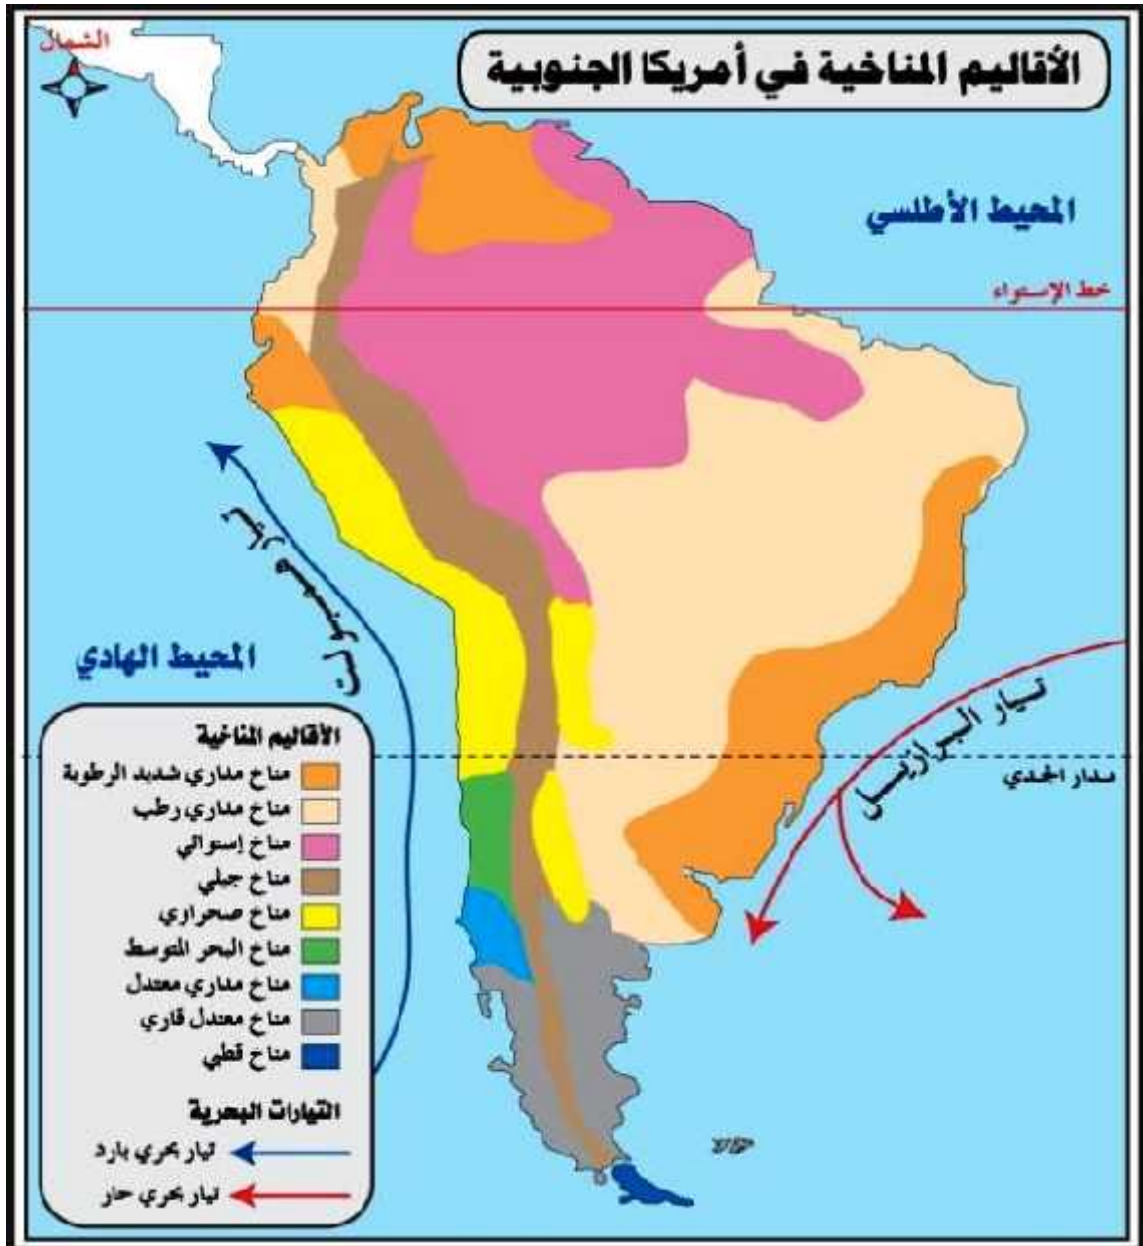 الأقاليم المناخية في أمريكا الجنوبية
الشمال
المحيط الأطلسي
خط الإستواء
تيار همبولت
المحيط الهادي
تيار البرازيل
مدار الجدي
الأقاليم المناخية
مناخ مداري شديد الرطوبة
مناخ مداري رطب
مناخ إستوائي
مناخ جبلي
مناخ صحراوي
مناخ البحر المتوسط
مناخ مداري معتدل
مناخ معتدل قاري
مناخ قطبي
التيارات البحرية
تيار بحري بارد
تيار بحري حار